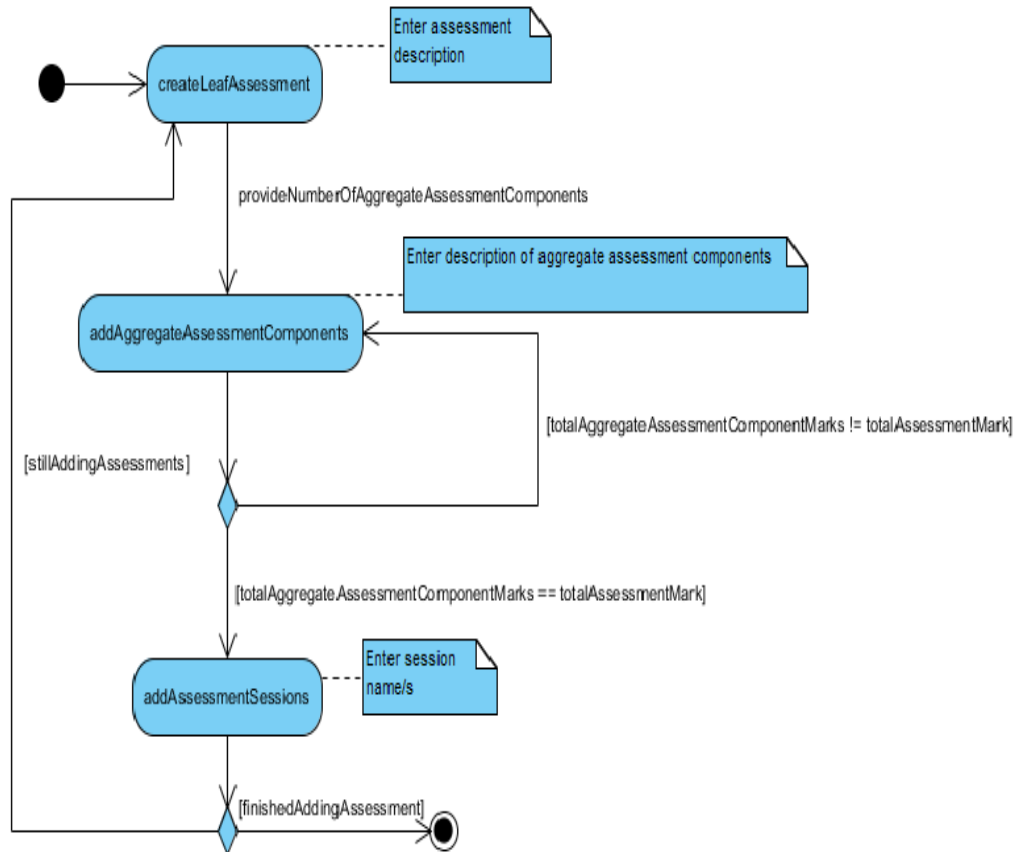 Enter assessment
description
createLeafAssessment
provideNumberOfAggregateAssessmentComponents
Enter description of aggregate assessment components
addAggregateAssessmentComponents
[totalAggregateAssessmentComponentMarks != totalAssessmentMark]
[stillAddingAssessments]
[totalAggregateAssessmentComponentMarks == totalAssessmentMark]
Enter session
name/s
addAssessmentSessions
[finishedAddingAssessment]